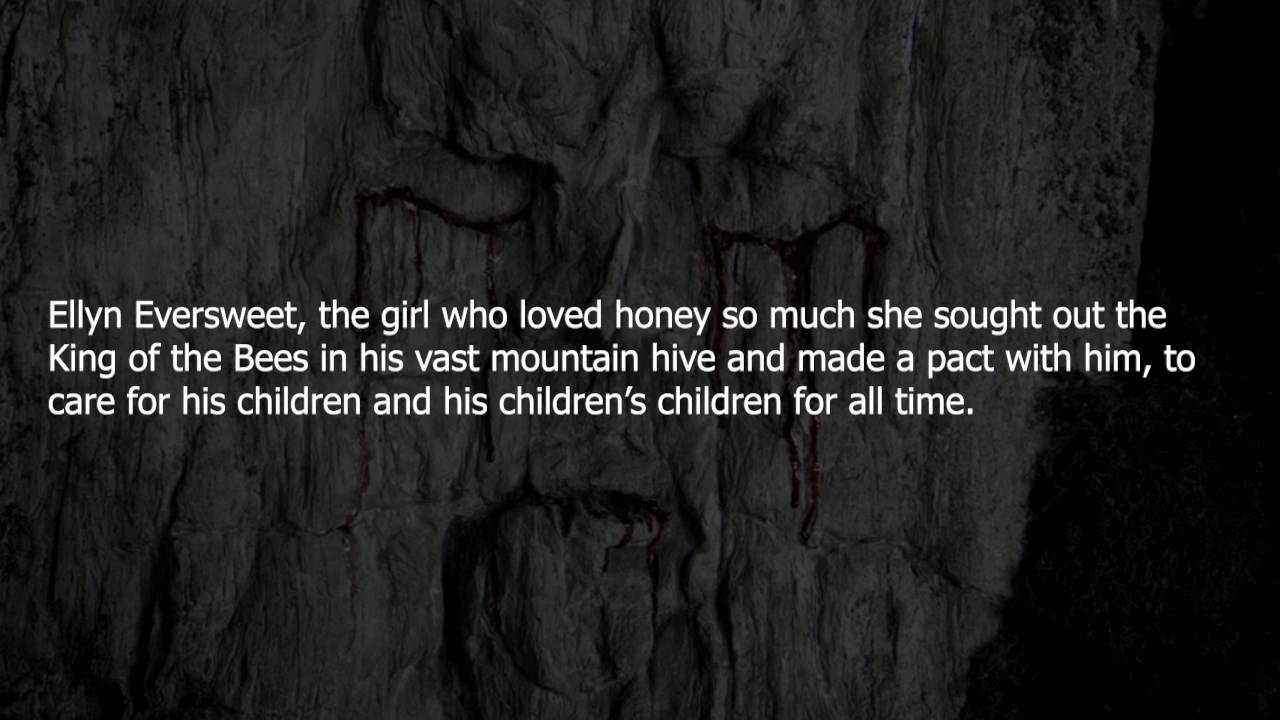 Ellyn Eversweet, the girl who loved honey so much she sought out the
King of the Bees in his vast mountain hive and made a pact with him, to
care for his children and his children’s children for all time.